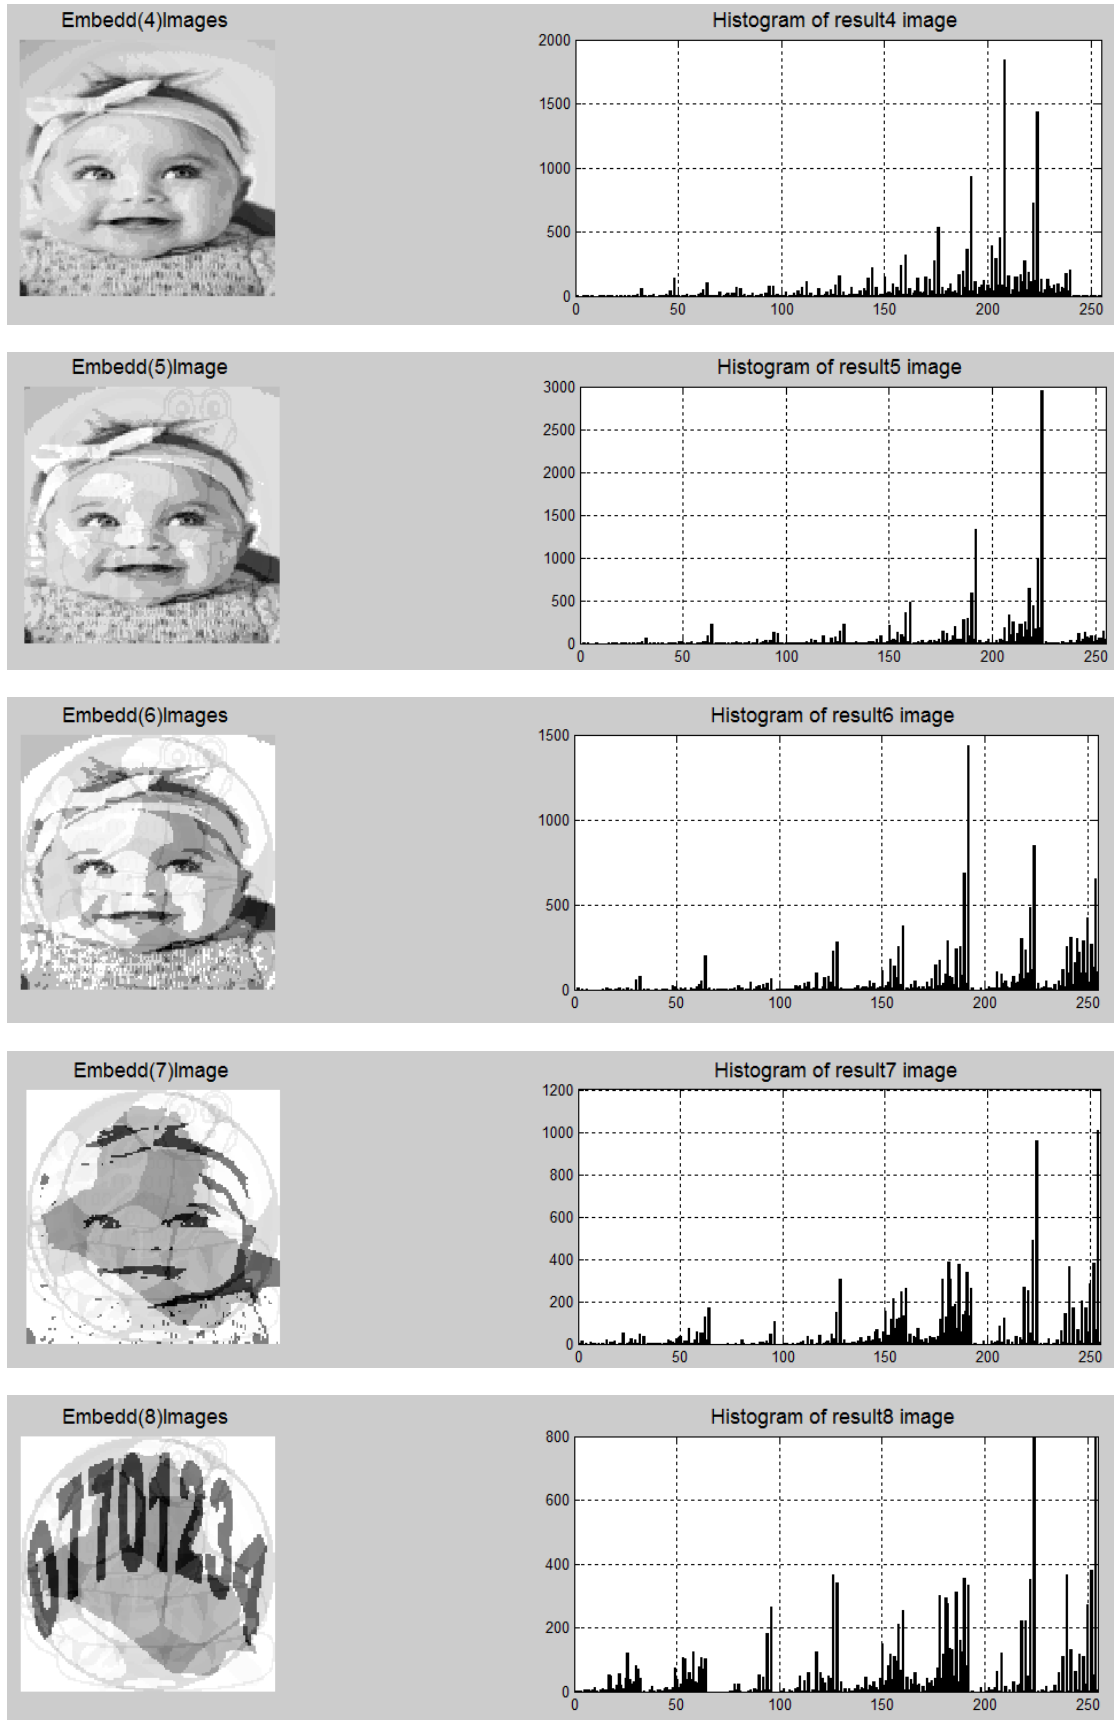 Embedd(4)Images
Histogram of result4 image
2000
1500
1000
500
0
0 50 100 150 200 250
Embedd(5)Image
Histogram of result5 image
3000
2500
2000
1500
1000
500
0
0 50 100 150 200 250
Embedd(6)Images
Histogram of result6 image
1500
1000
500
0
0 50 100 150 200 250
Embedd(7)Image
Histogram of result7 image
1200
1000
800
600
400
200
0
0 50 100 150 200 250
Embedd(8)Images
Histogram of result8 image
800
600
400
200
0
0 50 100 150 200 250